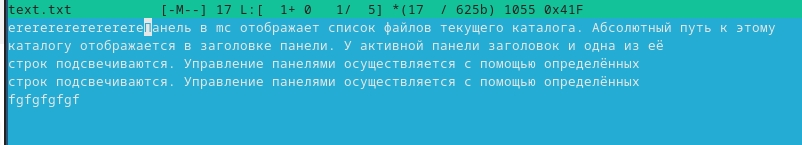 text.txt [-M--] 17 L:[ 1+ 0 1/ 5] *(17 / 625b) 1055 0x41F
ererererererererеПанель в mc отображает список файлов текущего каталога. Абсолютный путь к этому
каталогу отображается в заголовке панели. У активной панели заголовок и одна из её
строк подсвечиваются. Управление панелями осуществляется с помощью определённых
строк подсвечиваются. Управление панелями осуществляется с помощью определённых
fgfgfgfgf